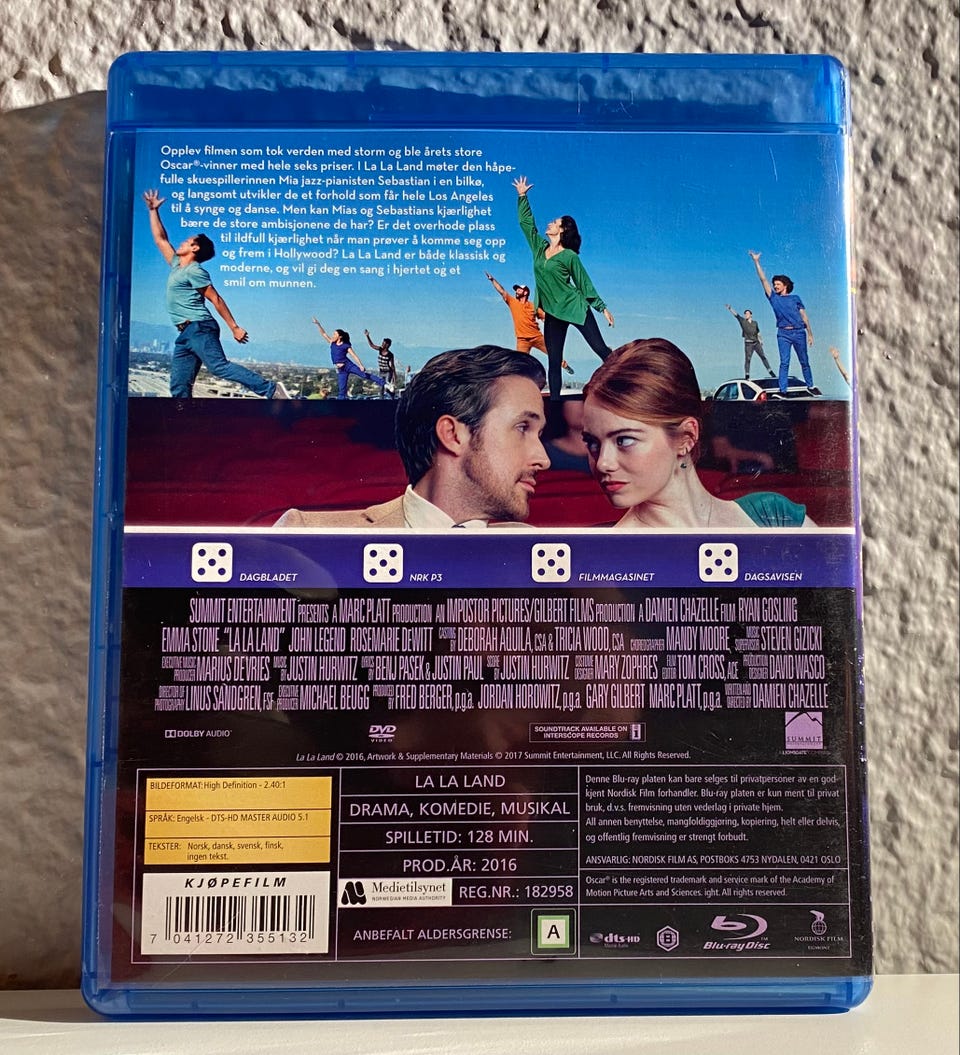 Opplev filmen som tok verden med storm og ble årets store
Oscar®-vinner med hele seks priser. I La La Land møter den håpe-
fulle skuespillerinnen Mia jazz-pianisten Sebastian i en bilkø,
og langsomt utvikler de et forhold som får hele Los Angeles
til å synge og danse. Men kan Mias og Sebastians kjærlighet
bære de store ambisjonene de har? Er det overhode plass
til ildfull kjærlighet når man prøver å komme seg opp
og frem i Hollywood? La La Land er både klassisk og
moderne, og vil gi deg en sang i hjertet og et
smil om munnen.
DAGBLADET NRK P3 FILMMAGASINET DAGSAVISEN
SUMMIT ENTERTAINMENT PRESENTS A MARC PLATT PRODUCTION AN IMPOSTOR PICTURES/GILBERT FILMS PRODUCTION A DAMIEN CHAZELLE FILM RYAN GOSLING
EMMA STONE "LA LA LAND" JOHN LEGEND ROSEMARIE DEWITT CASTING BY DEBORAH AQUILA, CSA & TRICIA WOOD, CSA CHOREOGRAPHER MANDY MOORE MUSIC SUPERVISOR STEVEN GIZICKI
EXECUTIVE MUSIC PRODUCER MARIUS DEVRIES MUSIC BY JUSTIN HURWITZ LYRICS BY BENJ PASEK & JUSTIN PAUL SCORE BY JUSTIN HURWITZ COSTUME DESIGNER MARY ZOPHRES FILM EDITOR TOM CROSS, ACE PRODUCTION DESIGNER DAVID WASCO
DIRECTOR OF PHOTOGRAPHY LINUS SANDGREN, FSF EXECUTIVE PRODUCER MICHAEL BEUGG PRODUCED BY FRED BERGER, p.g.a. JORDAN HOROWITZ, p.g.a. GARY GILBERT MARC PLATT, p.g.a. WRITTEN AND DIRECTED BY DAMIEN CHAZELLE
DOLBY AUDIO™
DVD VIDEO
SOUNDTRACK AVAILABLE ON
INTERSCOPE RECORDS
SUMMIT
La La Land © 2016, Artwork & Supplementary Materials © 2017 Summit Entertainment, LLC. All Rights Reserved.
BILDEFORMAT: High Definition - 2.40:1
SPRÅK: Engelsk - DTS-HD MASTER AUDIO 5.1
TEKSTER: Norsk, dansk, svensk, finsk,
ingen tekst.
KJØPEFILM
7 041272 355132
LA LA LAND
DRAMA, KOMEDIE, MUSIKAL
SPILLETID: 128 MIN.
PROD.ÅR: 2016
Medietilsynet
NORWEGIAN MEDIA AUTHORITY
REG.NR.: 182958
ANBEFALT ALDERSGRENSE: A
Denne Blu-ray platen kan bare selges til privatpersoner av en god-
kjent Nordisk Film forhandler. Blu-ray platen er kun ment til privat
bruk, d.v.s. fremvisning uten vederlag i private hjem.
All annen benyttelse, mangfoldiggjøring, kopiering, helt eller delvis,
og offentlig fremvisning er strengt forbudt.
ANSVARLIG: NORDISK FILM AS, POSTBOKS 4753 NYDALEN, 0421 OSLO
Oscar® is the registered trademark and service mark of the Academy of
Motion Picture Arts and Sciences. ight. All rights reserved.
dts-HD
Master Audio
B
Blu-ray Disc™
NORDISK FILM
EGMONT